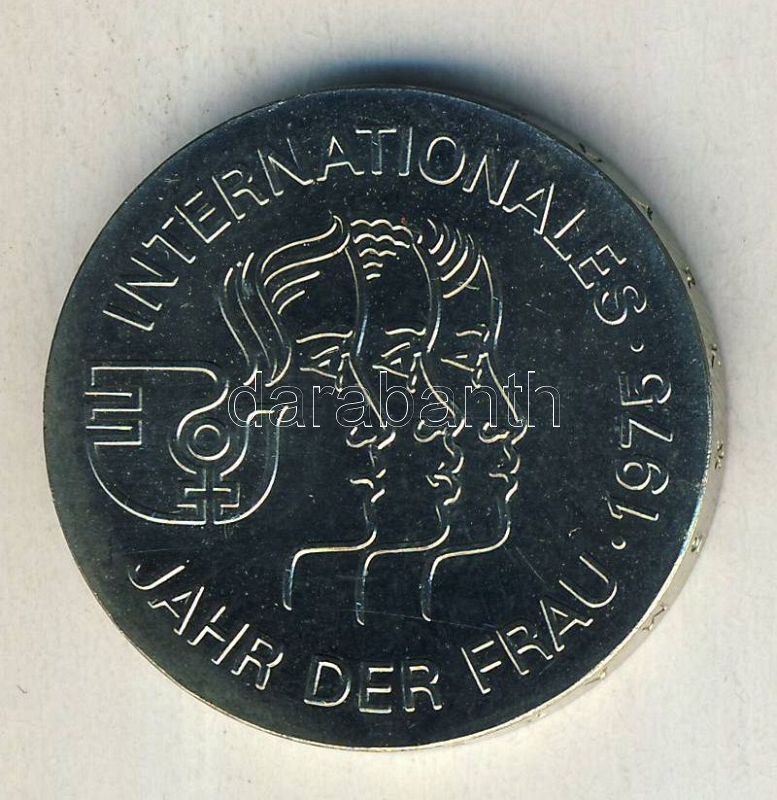 INTERNATIONALES · 1975 ·
JAHR DER FRAU
darabanth